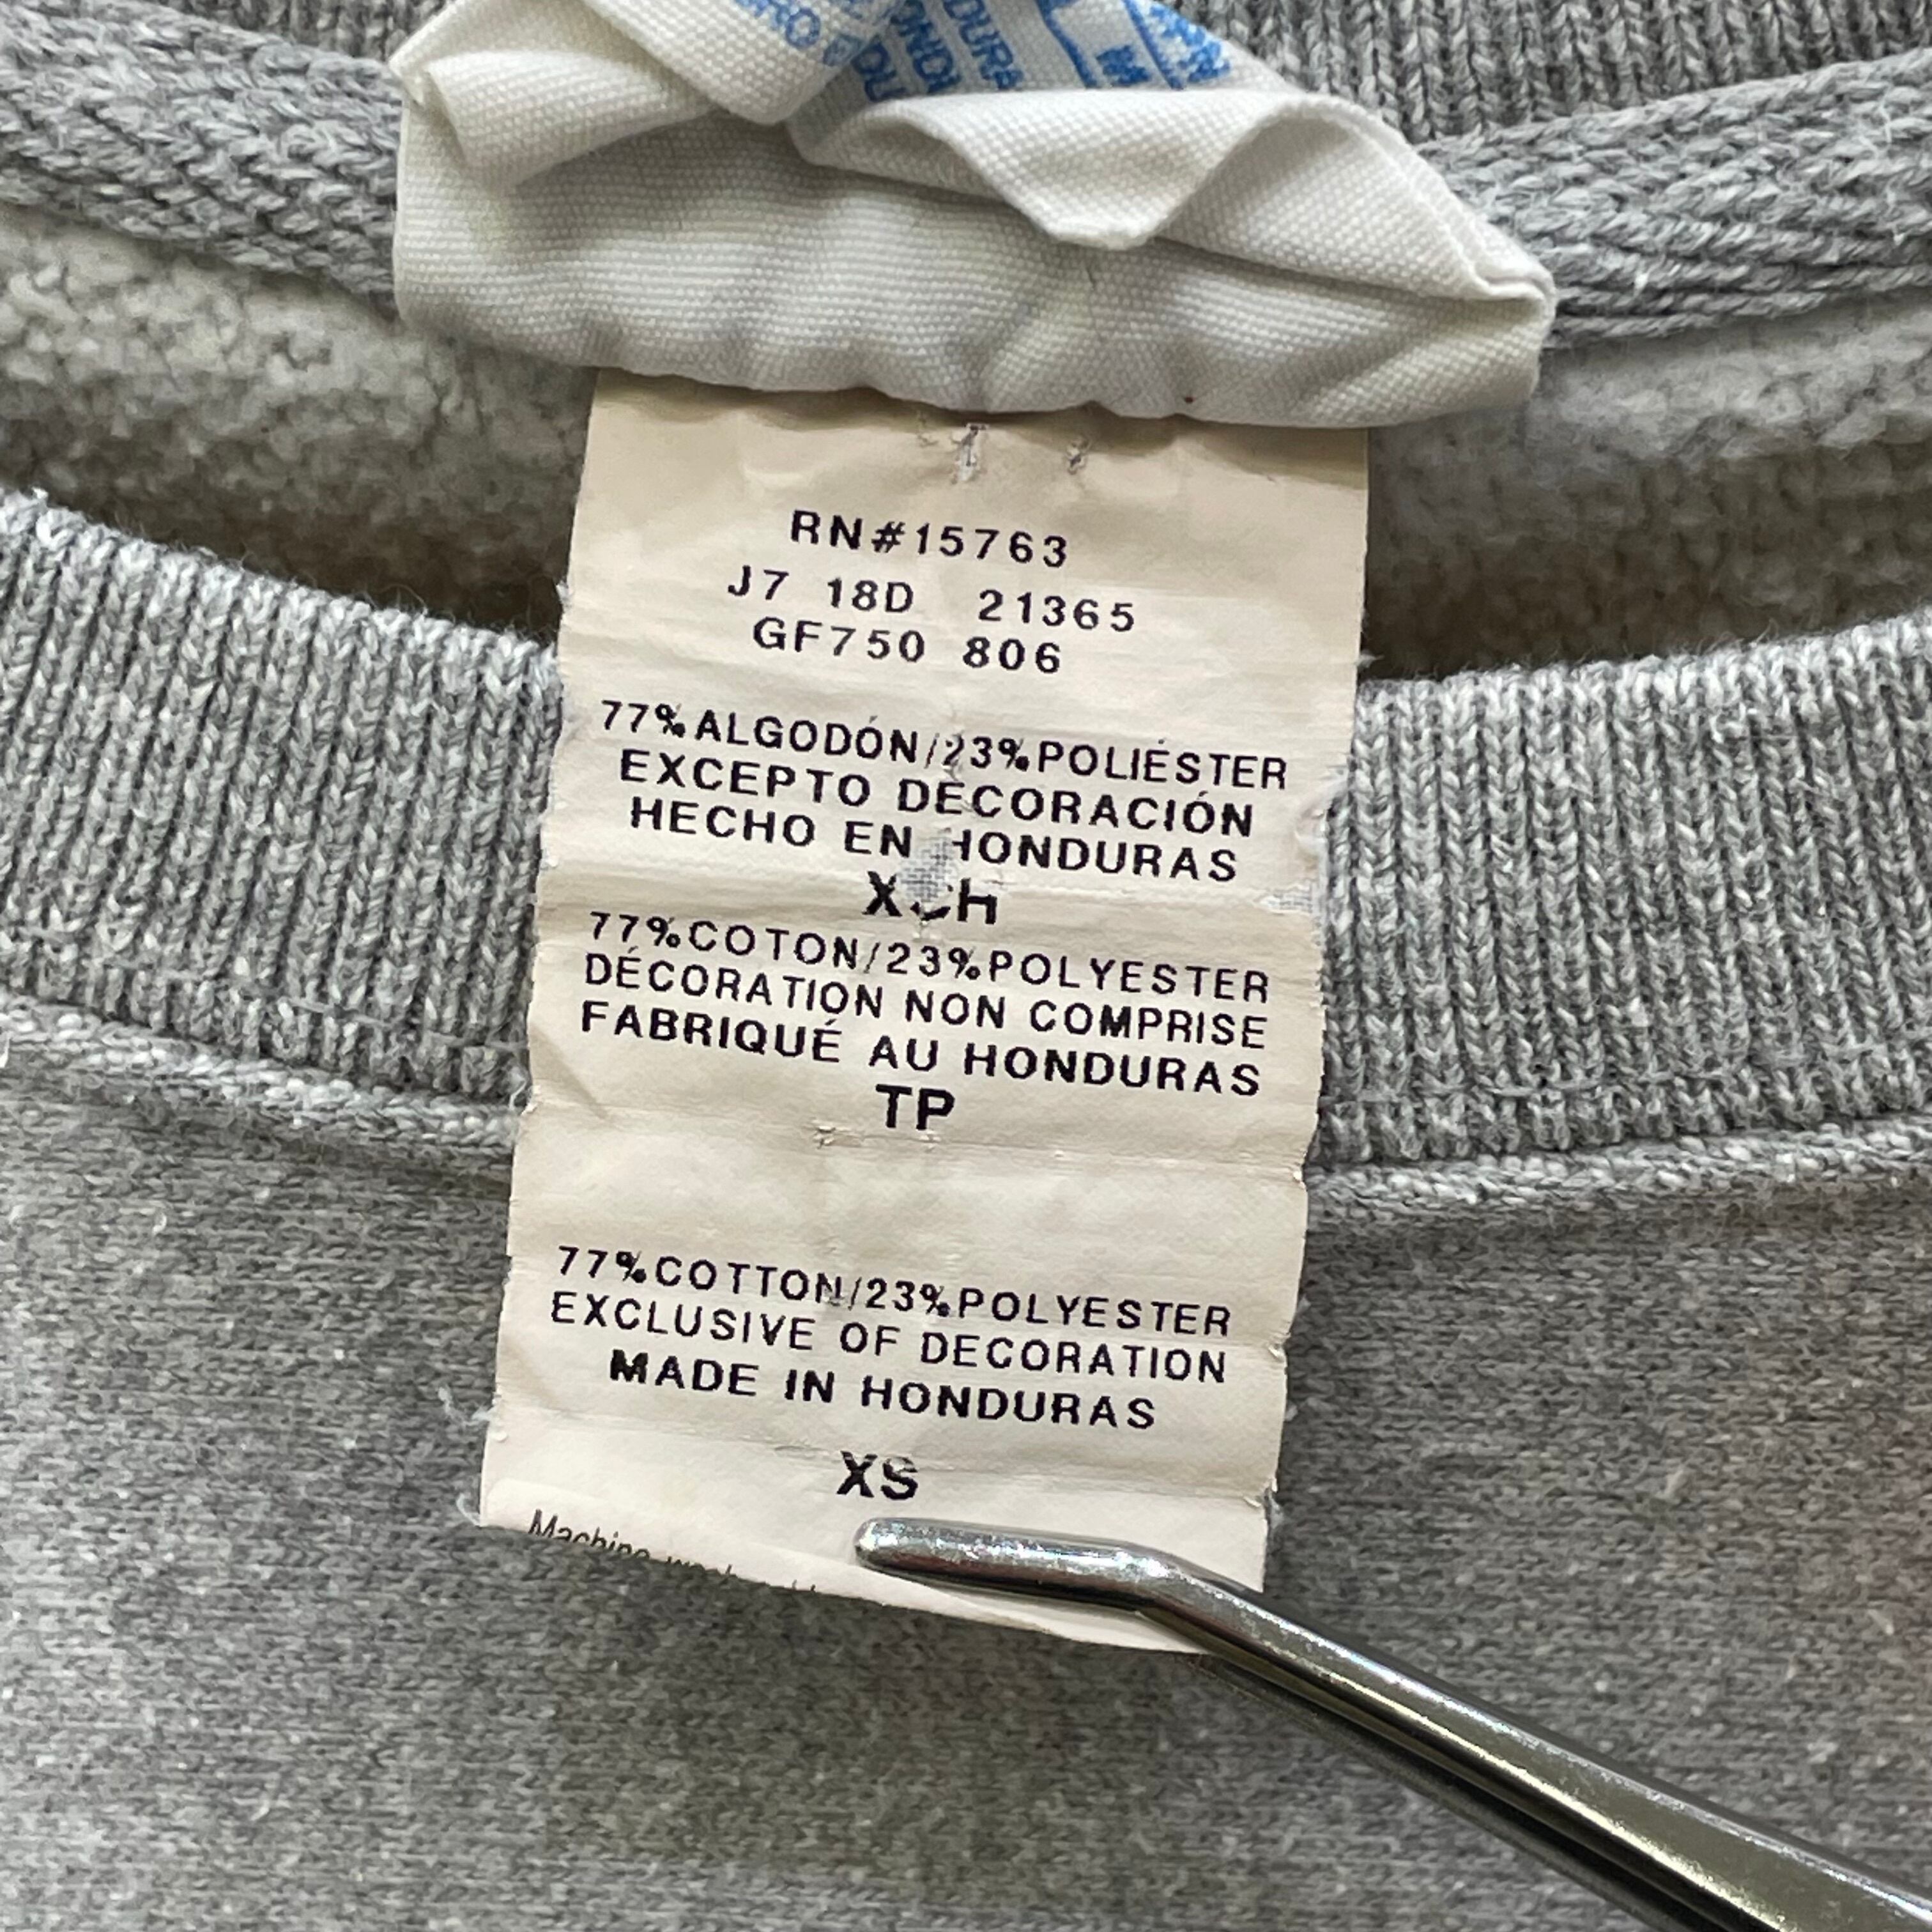 RN#15763
J7 18D 21365
GF750 806
77%ALGODÓN/23%POLIÉSTER
EXCEPTO DECORACIÓN
HECHO EN HONDURAS
77%COTON/23%POLYESTER
DÉCORATION NON COMPRISE
FABRIQUÉ AU HONDURAS
TP
77%COTTON/23%POLYESTER
EXCLUSIVE OF DECORATION
MADE IN HONDURAS
XS
Machine